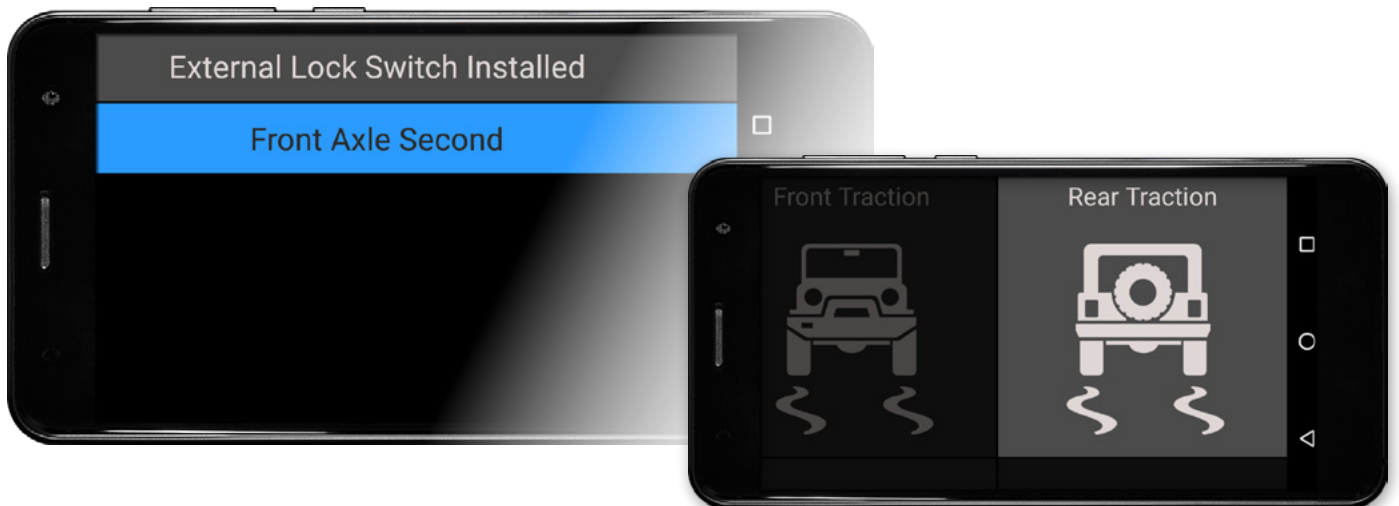 External Lock Switch Installed
Front Axle Second
Front Traction
Rear Traction